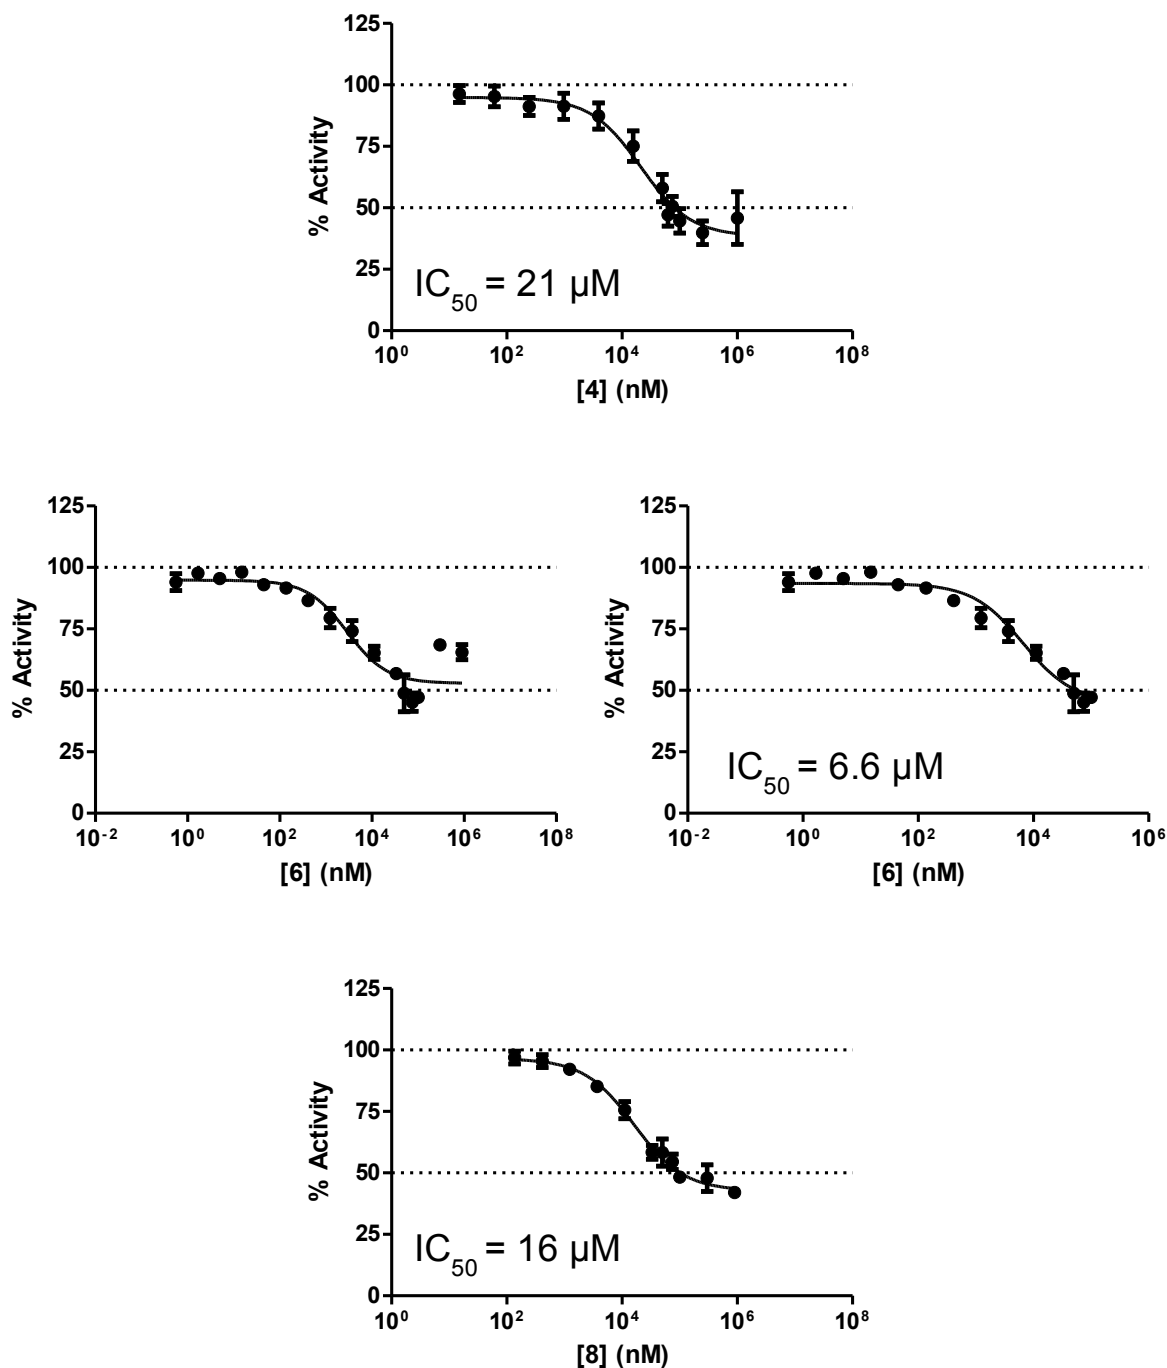 125
100
75
50
25
0
% Activity
IC50 = 21 µM
10^0 10^2 10^4 10^6 10^8
[4] (nM)
125
100
75
50
25
0
% Activity
10^-2 10^0 10^2 10^4 10^6 10^8
[6] (nM)
125
100
75
50
25
0
% Activity
IC50 = 6.6 µM
10^-2 10^0 10^2 10^4 10^6
[6] (nM)
125
100
75
50
25
0
% Activity
IC50 = 16 µM
10^0 10^2 10^4 10^6 10^8
[8] (nM)